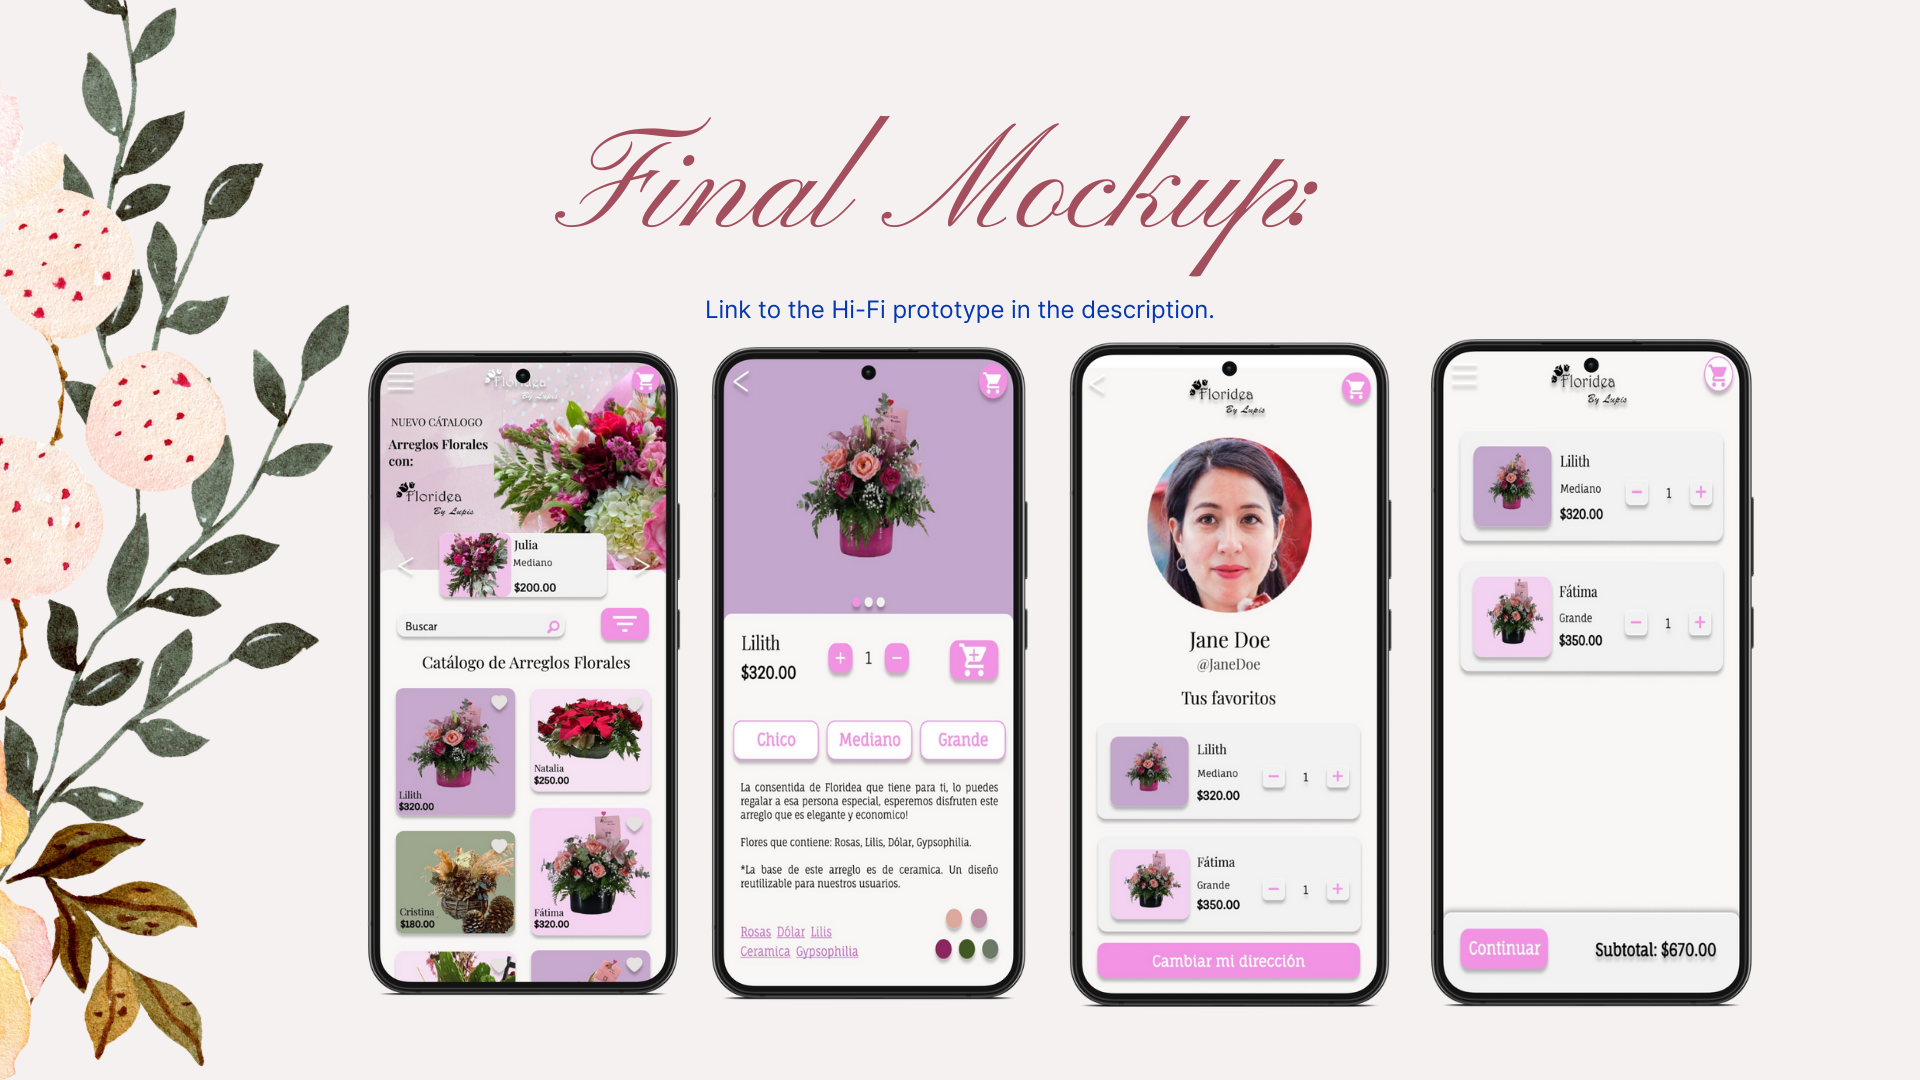 Final Mockup:
Link to the Hi-Fi prototype in the description.
Floridea
By Lupis
NUEVO CÁTALOGO
Arreglos Florales
con:
Floridea
By Lupis
Julia
Mediano
$200.00
Buscar
Catálogo de Arreglos Florales
Lilith
$320.00
Natalia
$250.00
Cristina
$180.00
Fátima
$320.00
Lilith
$320.00
+ 1 −
Chico Mediano Grande
La consentida de Floridea que tiene para ti, lo puedes
regalar a esa persona especial, esperemos disfruten este
arreglo que es elegante y economico!
Flores que contiene: Rosas, Lilis, Dólar, Gypsophilia.
*La base de este arreglo es de ceramica. Un diseño
reutilizable para nuestros usuarios.
Rosas Dólar Lilis
Ceramica Gypsophilia
Floridea
By Lupis
Jane Doe
@JaneDoe
Tus favoritos
Lilith
Mediano
$320.00
− 1 +
Fátima
Grande
$350.00
− 1 +
Cambiar mi dirección
Floridea
By Lupis
Lilith
Mediano
$320.00
− 1 +
Fátima
Grande
$350.00
− 1 +
Continuar
Subtotal: $670.00